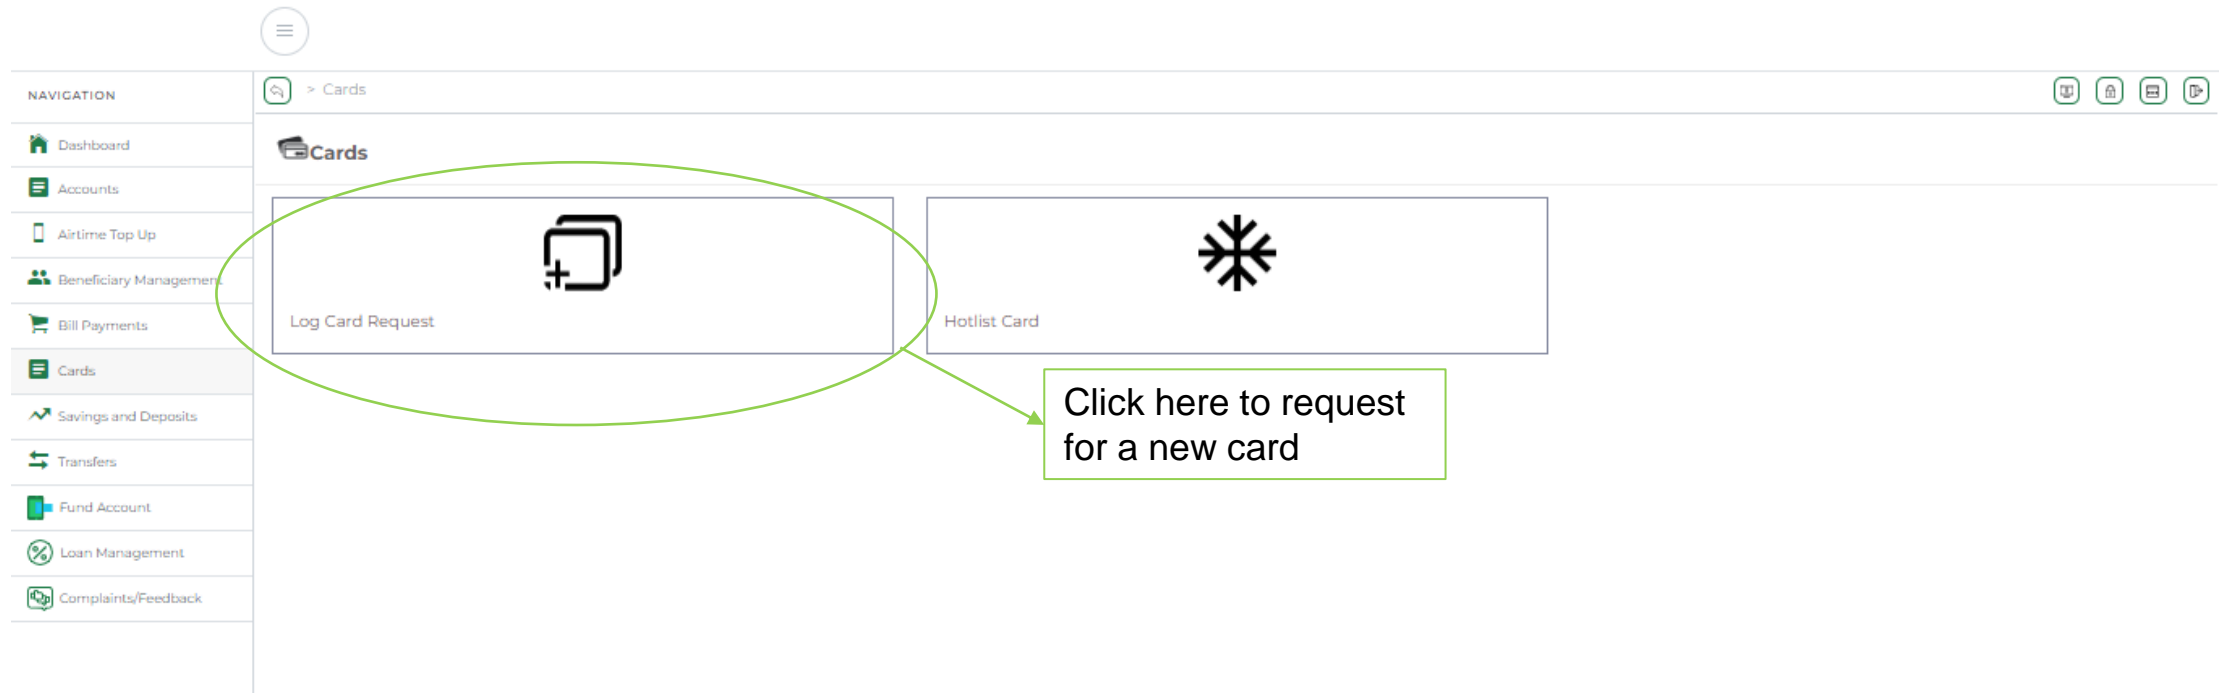 NAVIGATION
> Cards
Dashboard
Cards
Accounts
Airtime Top Up
Beneficiary Management
Bill Payments
Log Card Request
Hotlist Card
Cards
Click here to request
for a new card
Savings and Deposits
Transfers
Fund Account
Loan Management
Complaints/Feedback